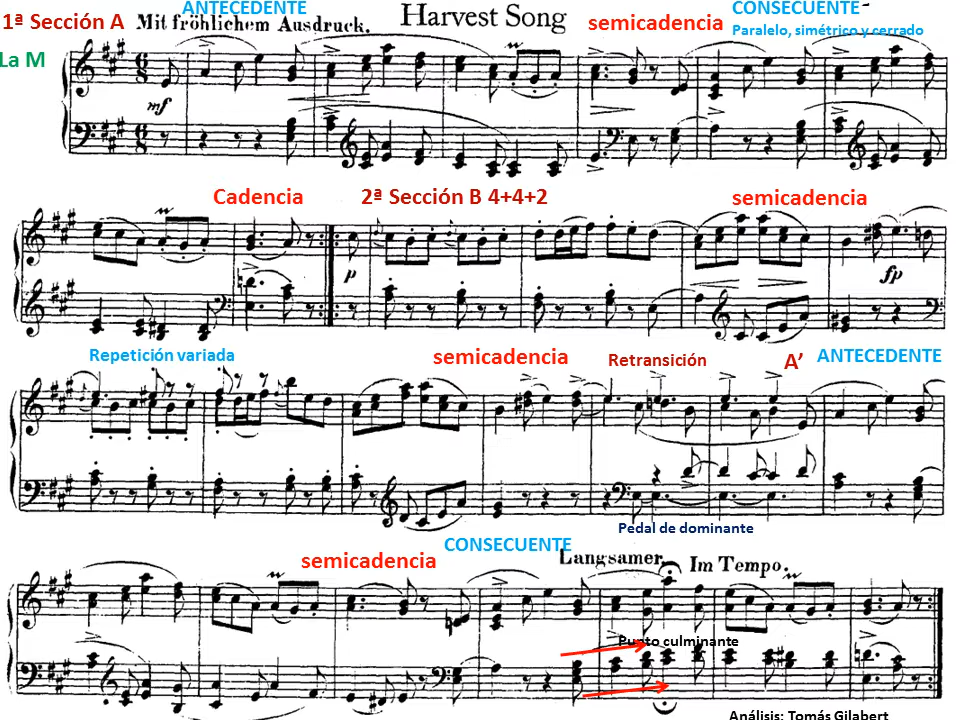 1ª Sección A
ANTECEDENTE
Mit fröhlichem Ausdruck.
Harvest Song
semicadencia
CONSECUENTE
Paralelo, simétrico y cerrado
La M
mf
Cadencia
2ª Sección B 4+4+2
semicadencia
p
fp
Repetición variada
semicadencia
Retransición
A’
ANTECEDENTE
Pedal de dominante
semicadencia
CONSECUENTE
Langsamer.
Im Tempo.
Punto culminante
Análisis: Tomás Gilabert